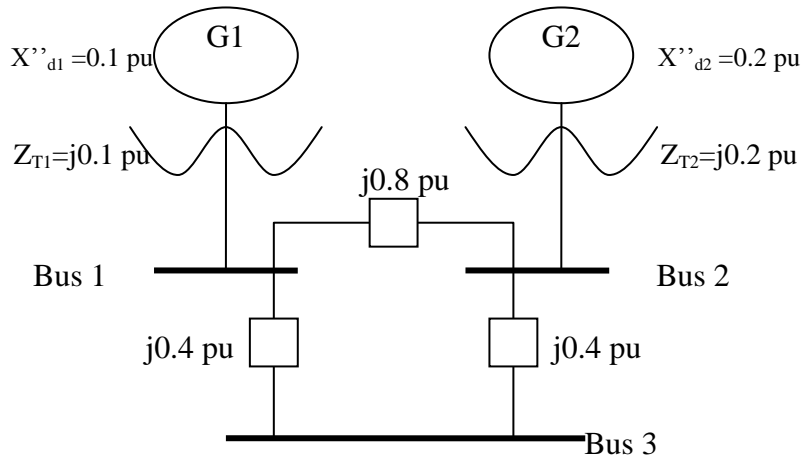 G1
G2
X’’d1 =0.1 pu
X’’d2 =0.2 pu
ZT1=j0.1 pu
ZT2=j0.2 pu
j0.8 pu
Bus 1
Bus 2
j0.4 pu
j0.4 pu
Bus 3